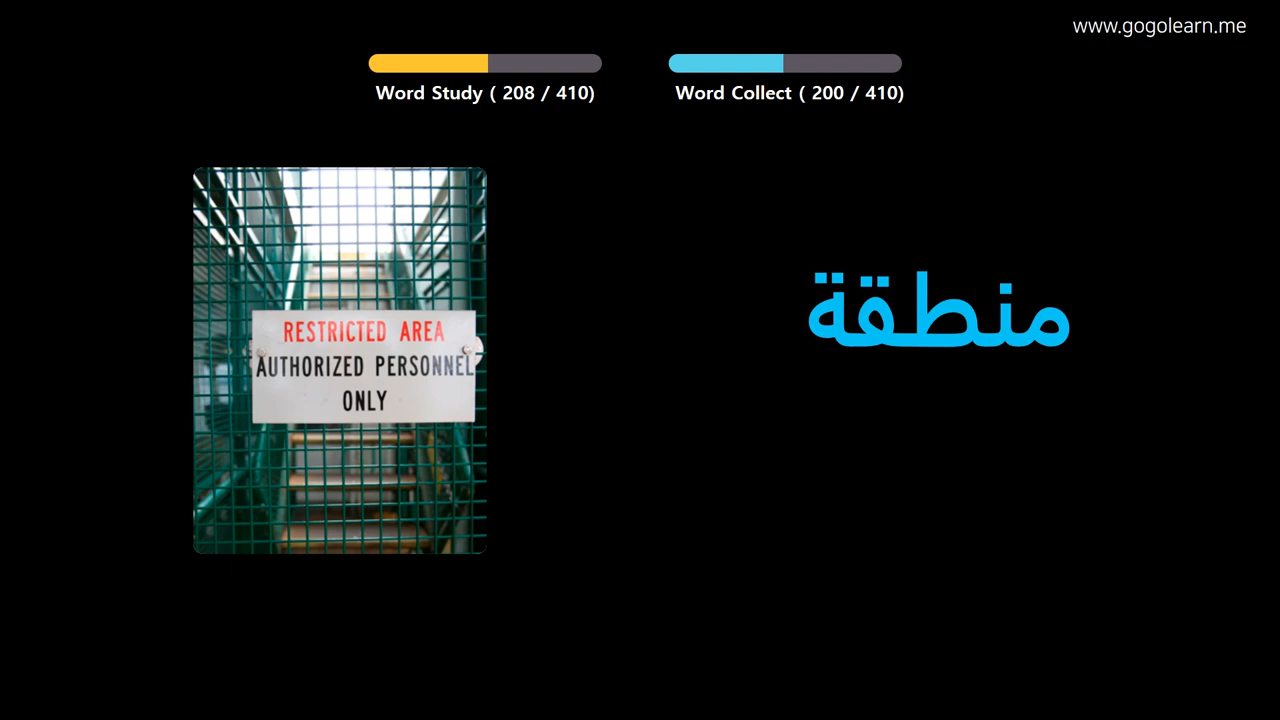 www.gogolearn.me
Word Study ( 208 / 410)
Word Collect ( 200 / 410)
RESTRICTED AREA
AUTHORIZED PERSONNEL
ONLY
منطقة